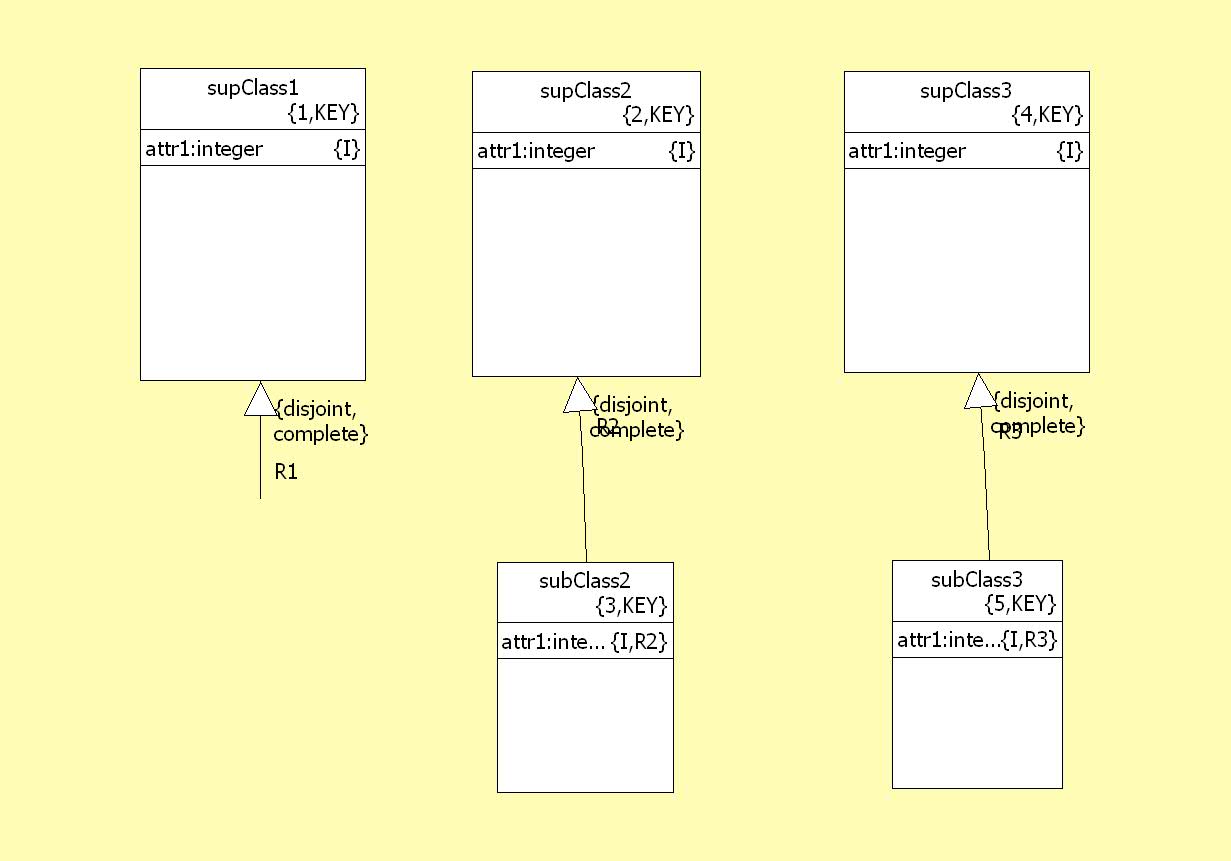 supClass1
{1,KEY}
attr1:integer {I}
{disjoint,
complete}
R1
supClass2
{2,KEY}
attr1:integer {I}
{disjoint,
complete}
R2
subClass2
{3,KEY}
attr1:inte... {I,R2}
supClass3
{4,KEY}
attr1:integer {I}
{disjoint,
complete}
R3
subClass3
{5,KEY}
attr1:inte...{I,R3}